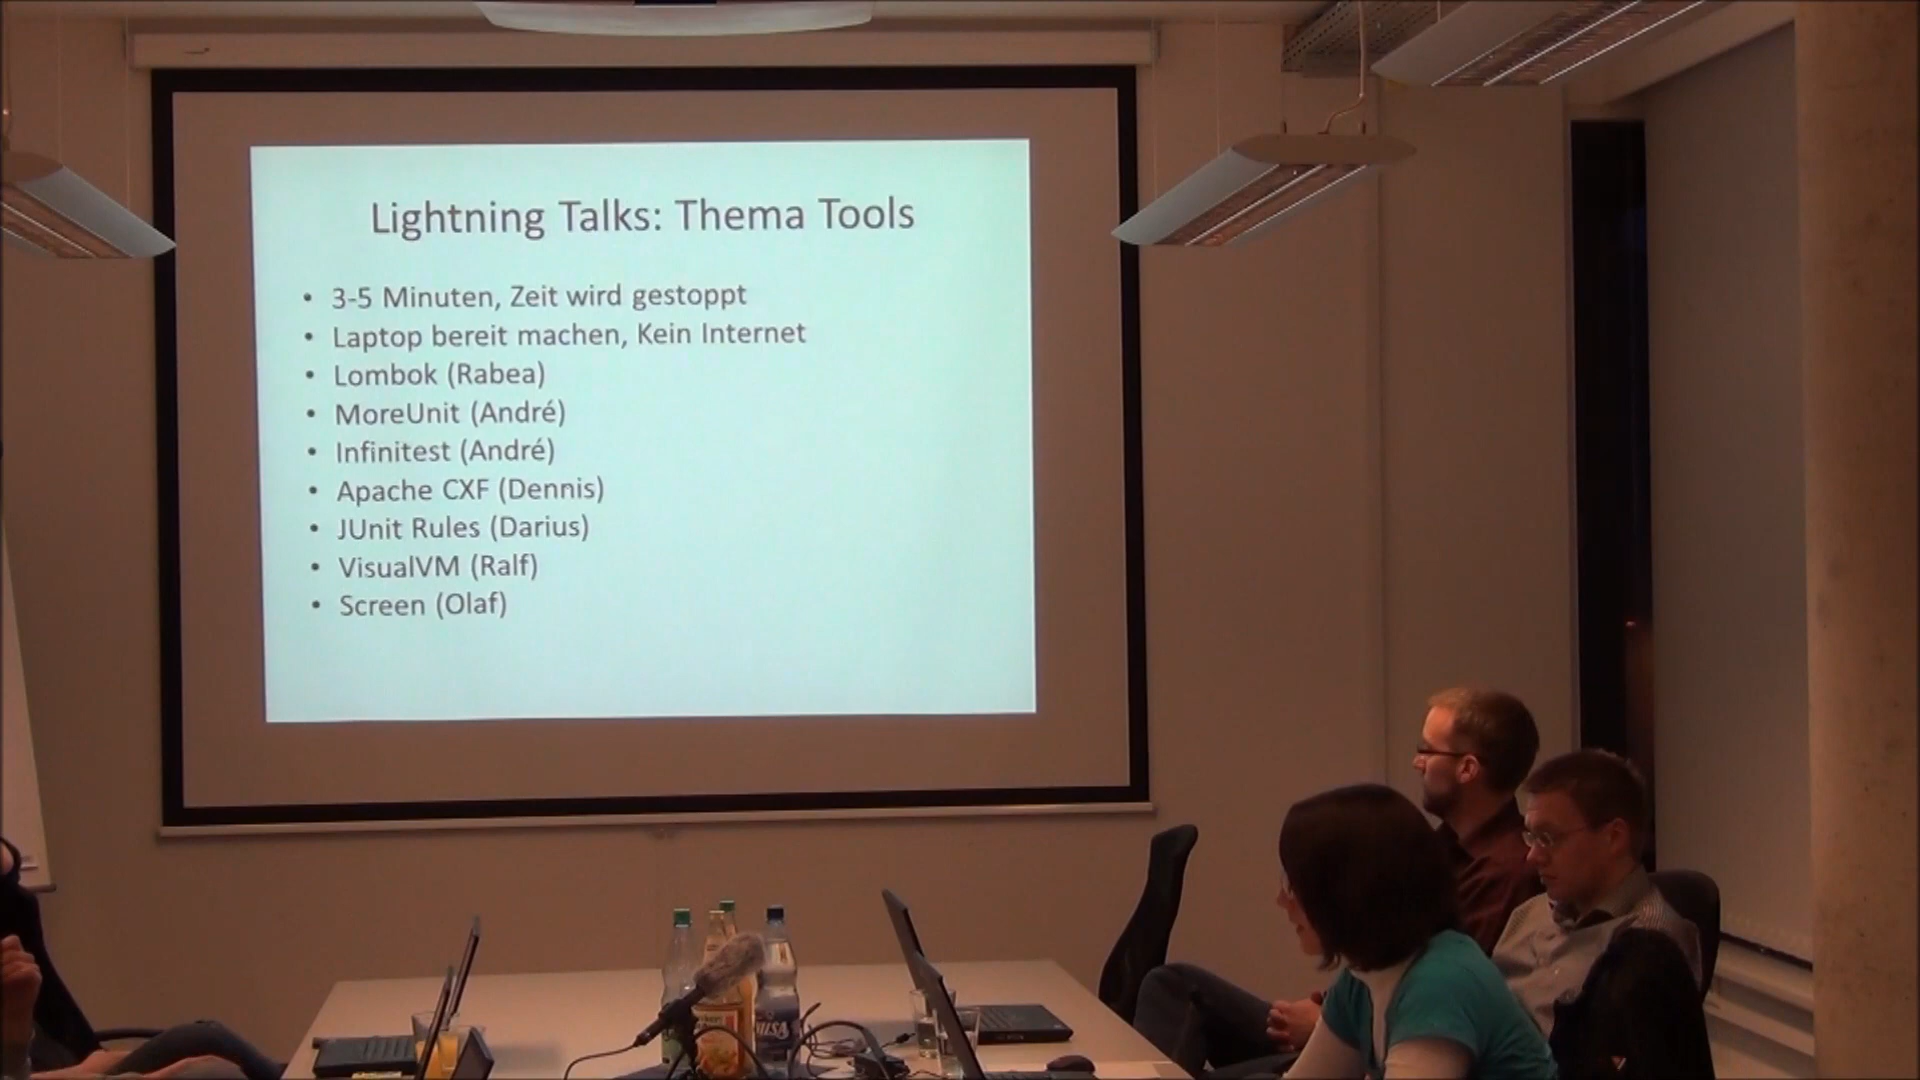 Lightning Talks: Thema Tools
• 3-5 Minuten, Zeit wird gestoppt
• Laptop bereit machen, Kein Internet
• Lombok (Rabea)
• MoreUnit (André)
• Infinitest (André)
• Apache CXF (Dennis)
• JUnit Rules (Darius)
• VisualVM (Ralf)
• Screen (Olaf)